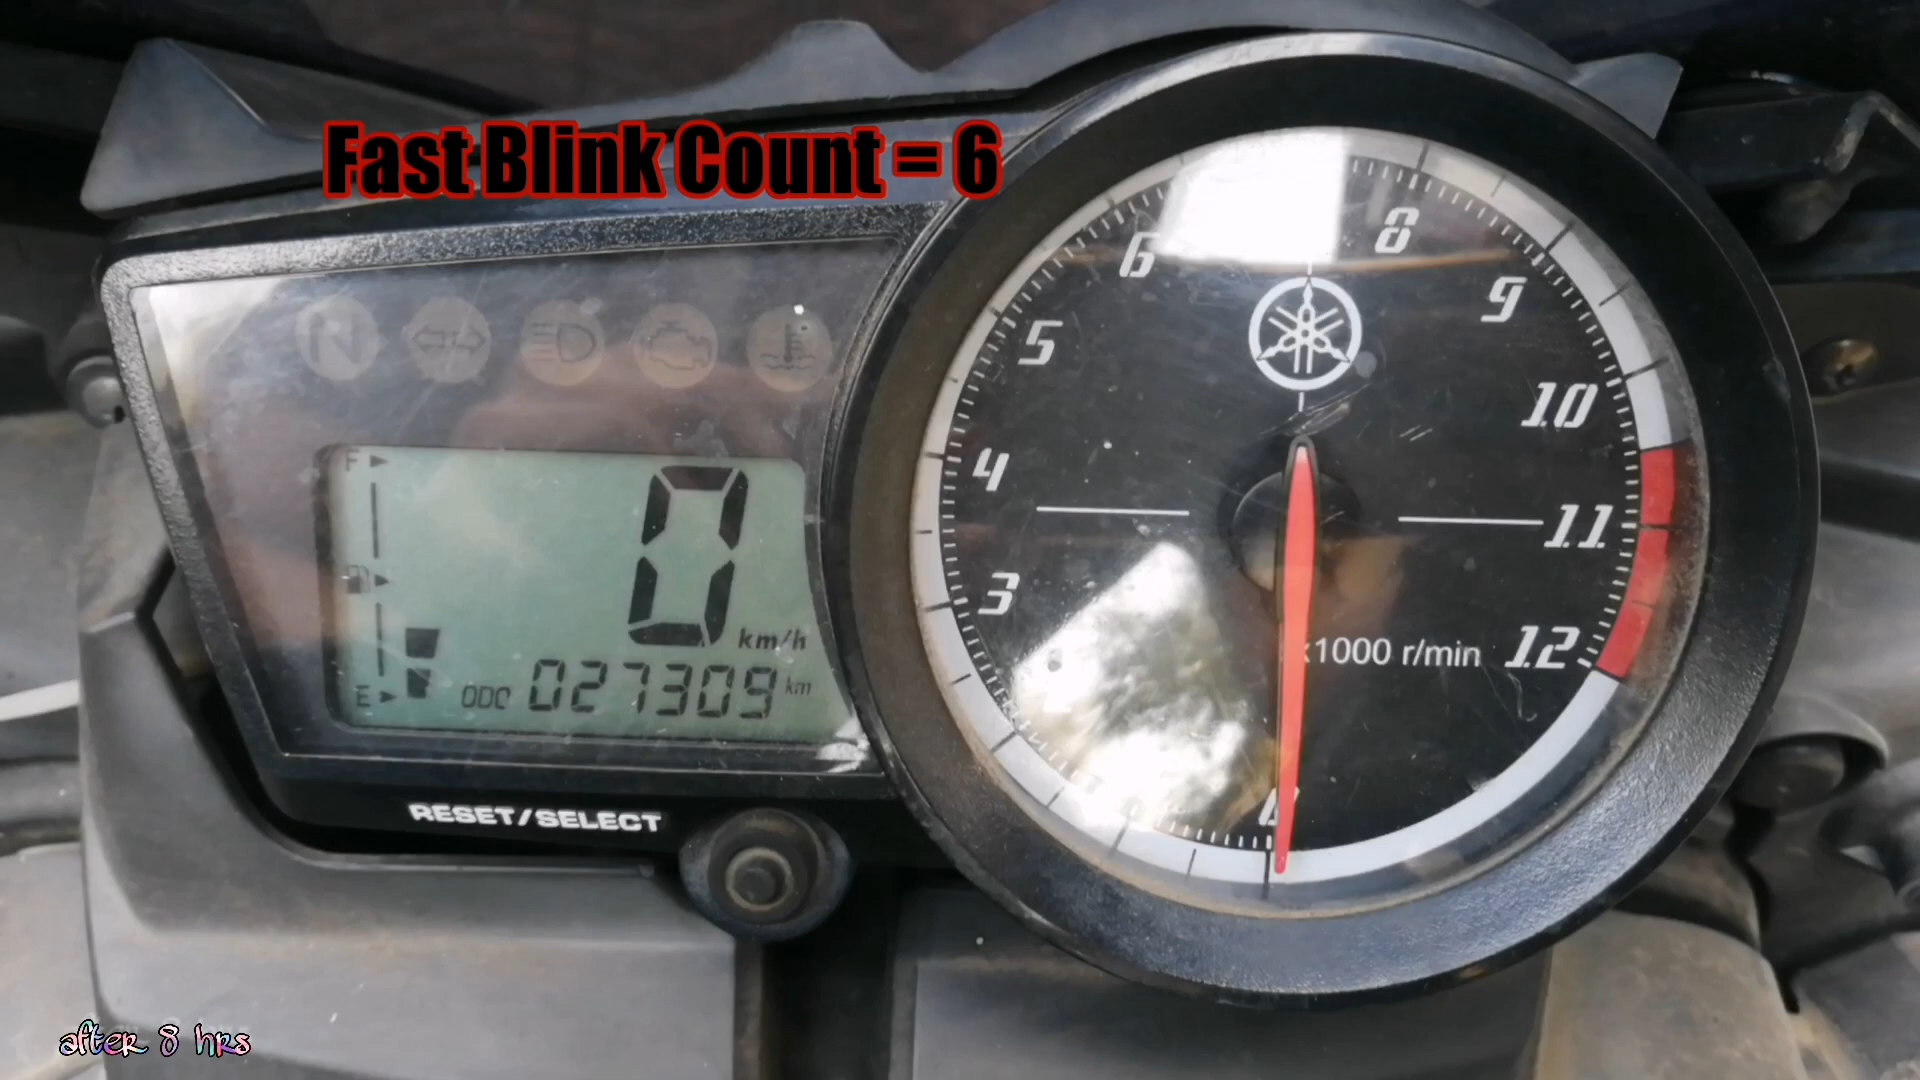 Fast Blink Count = 6
F
0
km/h
E
ODO 027309 km
RESET/SELECT
3
4
5
6
8
9
10
11
12
x1000 r/min
after 8 hrs